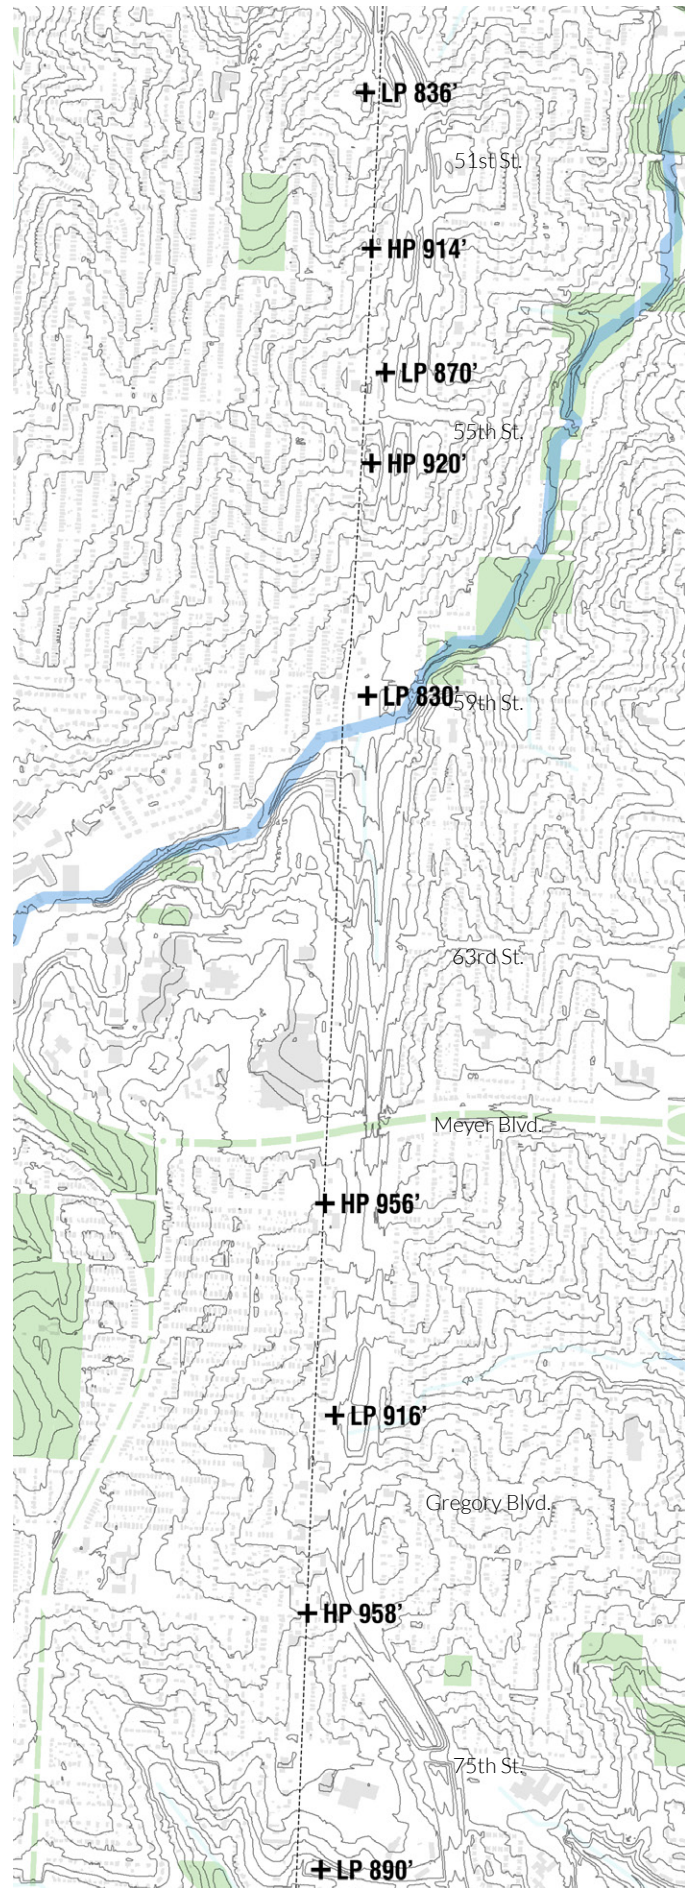 LP 836'
51st St.
HP 914'
LP 870'
55th St.
HP 920'
LP 830'
59th St.
63rd St.
Meyer Blvd.
HP 956'
LP 916'
Gregory Blvd.
HP 958'
75th St.
LP 890'